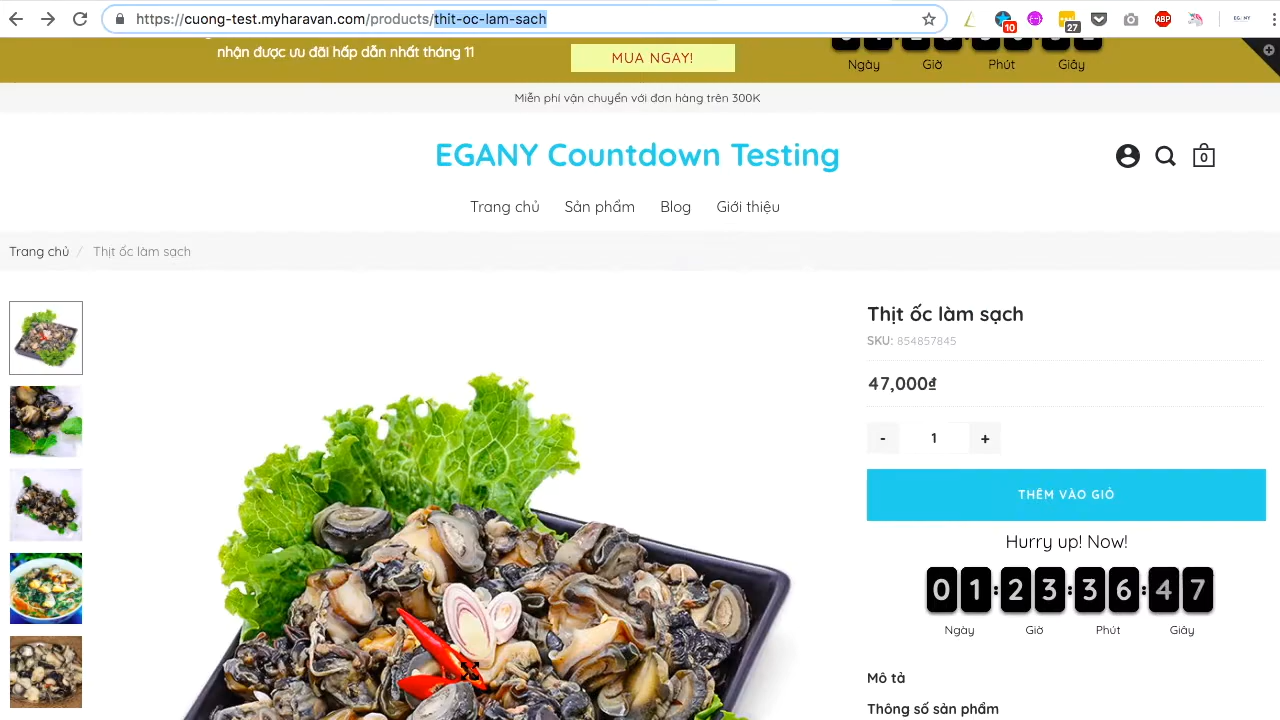 https://cuong-test.myharavan.com/products/thit-oc-lam-sach
10
27
ABP
nhận được ưu đãi hấp dẫn nhất tháng 11
MUA NGAY!
Ngày Giờ Phút Giây
Miễn phí vận chuyển với đơn hàng trên 300K
EGANY Countdown Testing
0
Trang chủ Sản phẩm Blog Giới thiệu
Trang chủ / Thịt ốc làm sạch
Thịt ốc làm sạch
SKU: 854857845
47,000₫
- 1 +
THÊM VÀO GIỎ
Hurry up! Now!
01:23:36:47
Ngày Giờ Phút Giây
Mô tả
Thông số sản phẩm